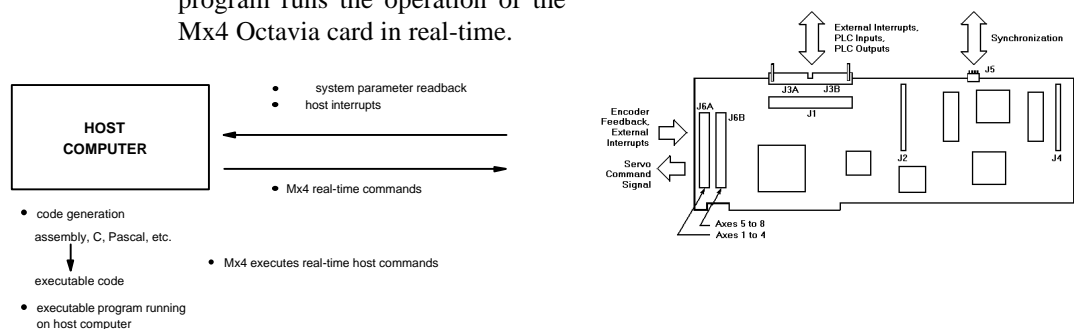 program runs the operation of the
Mx4 Octavia card in real-time.
HOST
COMPUTER
• system parameter readback
• host interrupts
• Mx4 real-time commands
• code generation
assembly, C, Pascal, etc.
executable code
• executable program running
on host computer
• Mx4 executes real-time host commands
External Interrupts,
PLC Inputs,
PLC Outputs
Synchronization
J5
J3A J3B
J6A
J6B
J1
Encoder
Feedback,
External
Interrupts
Servo
Command
Signal
J2
J4
Axes 5 to 8
Axes 1 to 4